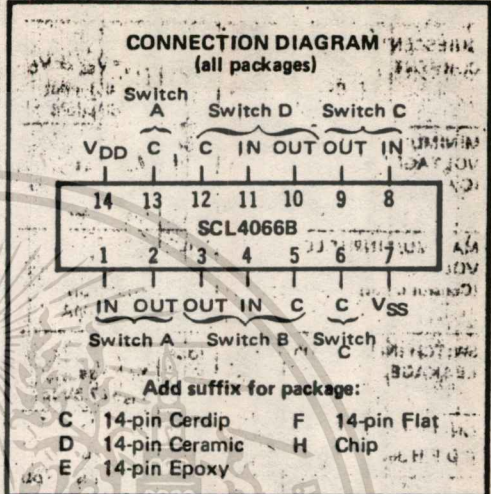 CONNECTION DIAGRAM
(all packages)
Switch
A Switch D Switch C
VDD C C IN OUT OUT IN
14 13 12 11 10 9 8
SCL4066B
1 2 3 4 5 6 7
IN OUT OUT IN C C VSS
Switch A Switch B Switch
C
Add suffix for package:
C 14-pin Cerdip F 14-pin Flat
D 14-pin Ceramic H Chip
E 14-pin Epoxy